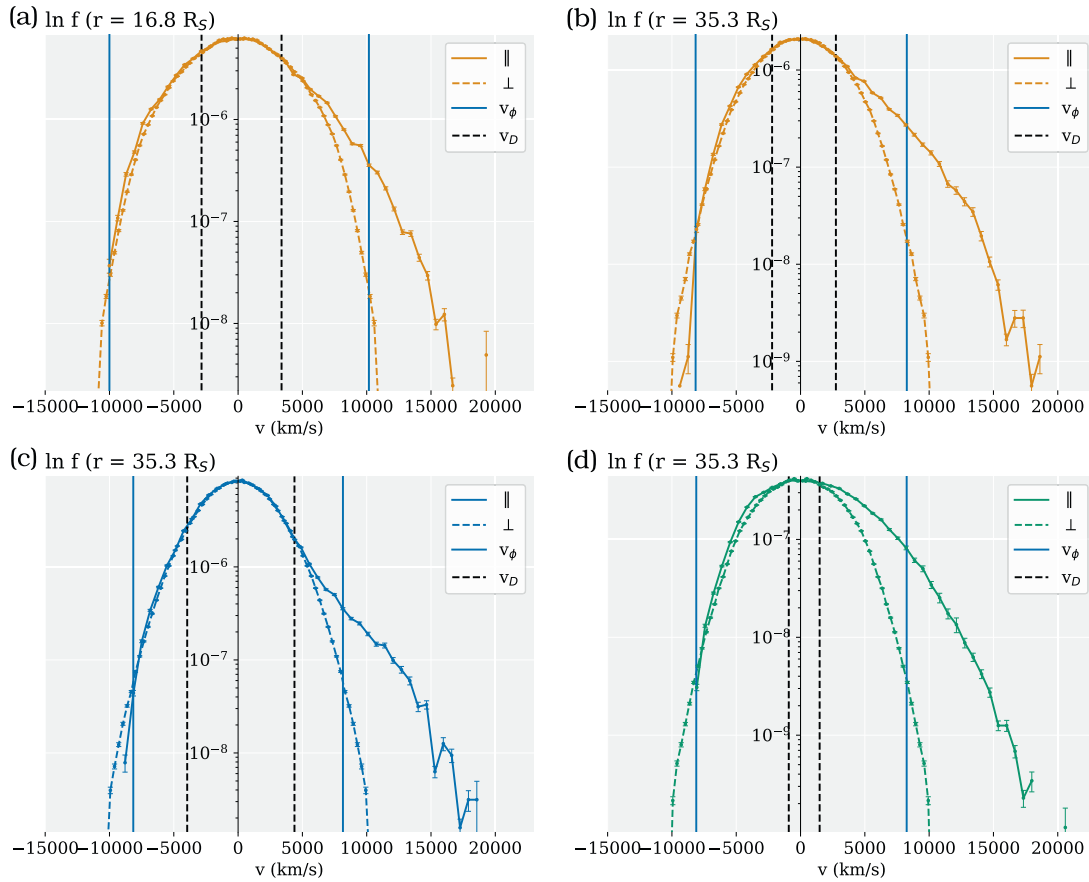 (a) ln f (r = 16.8 R_S)
∥
⊥
v_ϕ
v_D
10⁻⁶
10⁻⁷
10⁻⁸
−15000 −10000 −5000 0 5000 10000 15000 20000
v (km/s)
(b) ln f (r = 35.3 R_S)
∥
⊥
v_ϕ
v_D
10⁻⁶
10⁻⁷
10⁻⁸
10⁻⁹
−15000 −10000 −5000 0 5000 10000 15000 20000
v (km/s)
(c) ln f (r = 35.3 R_S)
∥
⊥
v_ϕ
v_D
10⁻⁶
10⁻⁷
10⁻⁸
−15000 −10000 −5000 0 5000 10000 15000 20000
v (km/s)
(d) ln f (r = 35.3 R_S)
∥
⊥
v_ϕ
v_D
10⁻⁷
10⁻⁸
10⁻⁹
−15000 −10000 −5000 0 5000 10000 15000 20000
v (km/s)